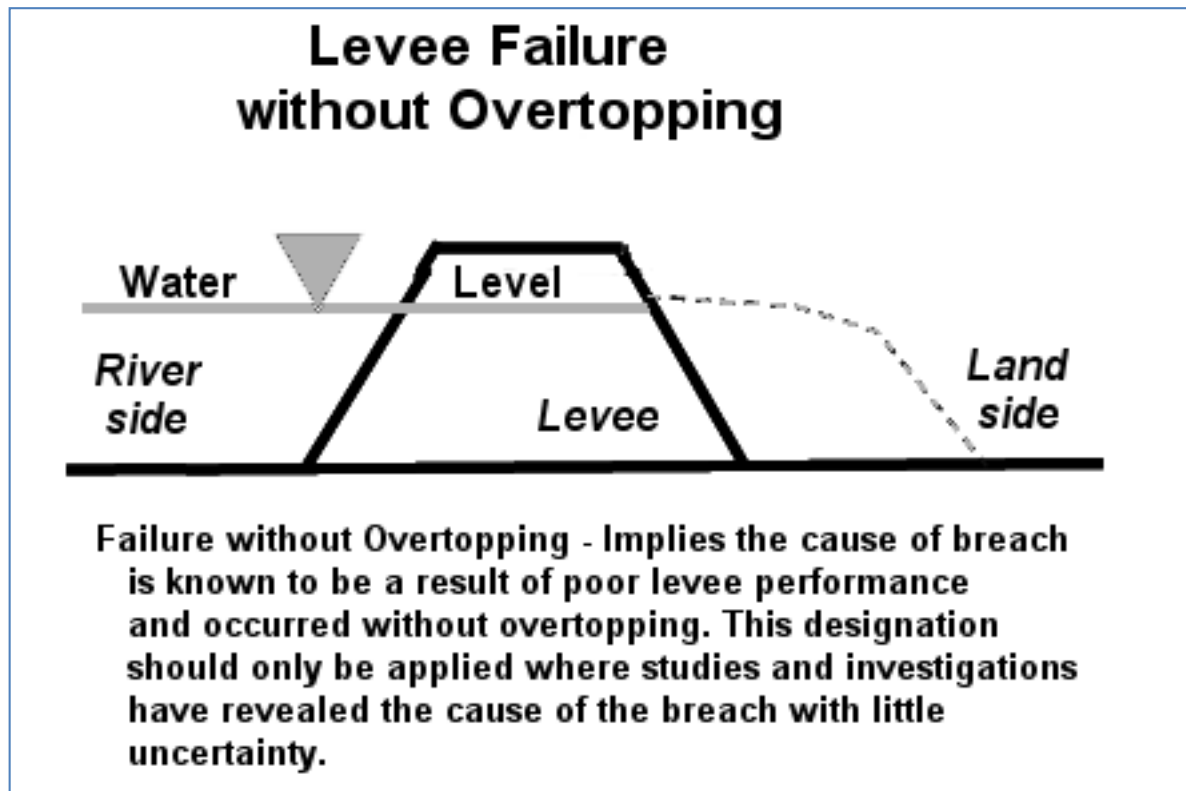 Levee Failure
without Overtopping
Water Level
River
side
Levee
Land
side
Failure without Overtopping - Implies the cause of breach
is known to be a result of poor levee performance
and occurred without overtopping. This designation
should only be applied where studies and investigations
have revealed the cause of the breach with little
uncertainty.